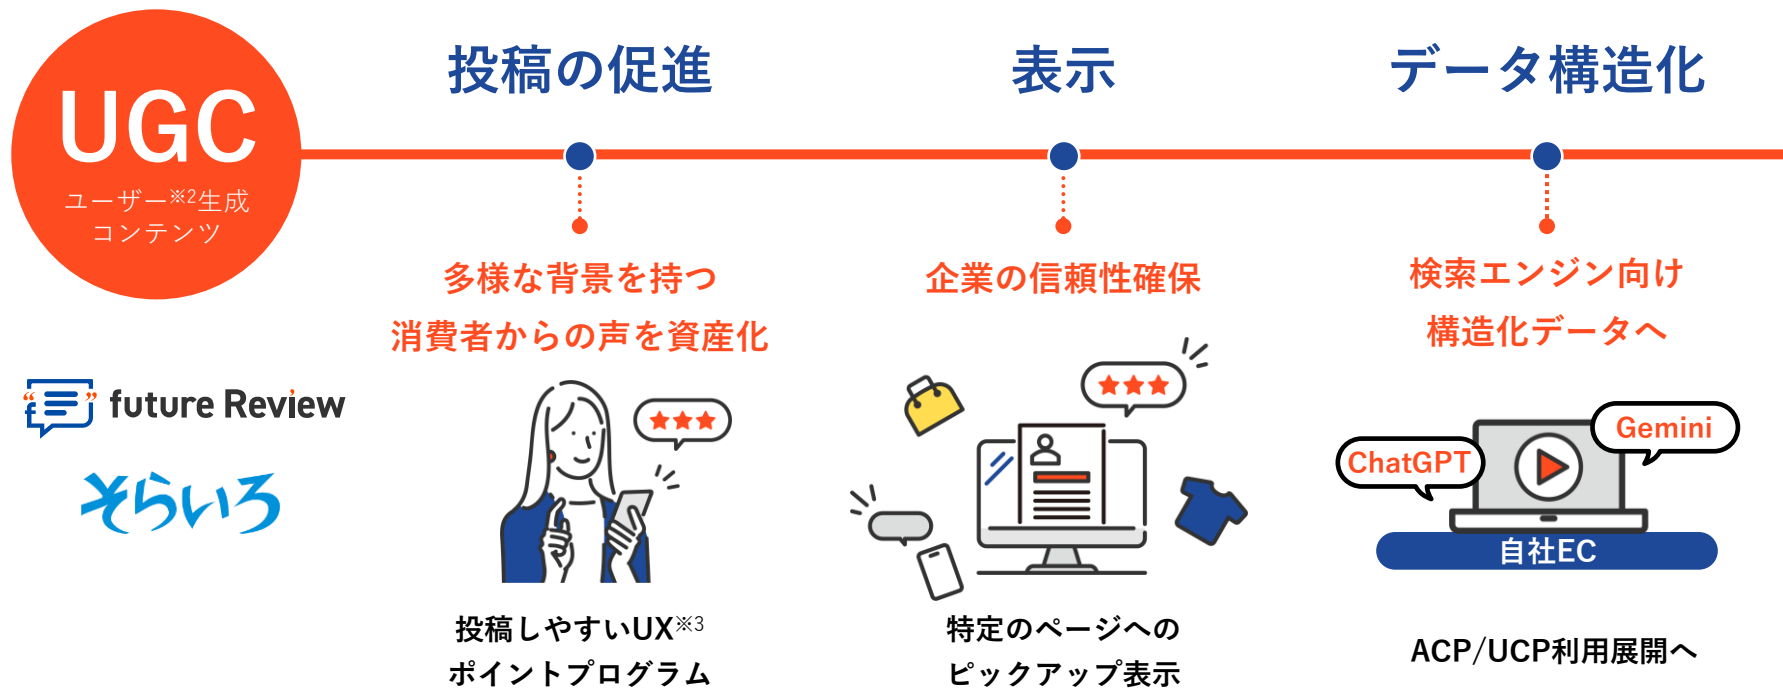 UGC
ユーザー※2生成
コンテンツ
future Review
そらいろ
投稿の促進
多様な背景を持つ
消費者からの声を資産化
投稿しやすいUX※3
ポイントプログラム
表示
企業の信頼性確保
特定のページへの
ピックアップ表示
データ構造化
検索エンジン向け
構造化データへ
ChatGPT
Gemini
自社EC
ACP/UCP利用展開へ